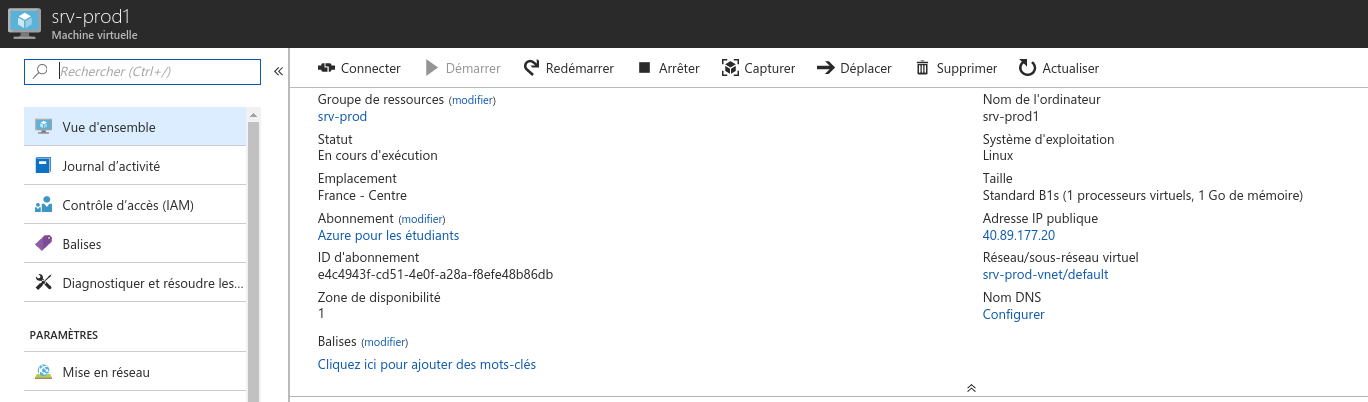 srv-prod1
Machine virtuelle
Rechercher (Ctrl+/)
«
Vue d'ensemble
Journal d’activité
Contrôle d’accès (IAM)
Balises
Diagnostiquer et résoudre les...
PARAMÈTRES
Mise en réseau
Connecter
Démarrer
Redémarrer
Arrêter
Capturer
Déplacer
Supprimer
Actualiser
Groupe de ressources (modifier)
srv-prod
Statut
En cours d'exécution
Emplacement
France - Centre
Abonnement (modifier)
Azure pour les étudiants
ID d'abonnement
e4c4943f-cd51-4e0f-a28a-f8efe48b86db
Zone de disponibilité
1
Balises (modifier)
Cliquez ici pour ajouter des mots-clés
Nom de l'ordinateur
srv-prod1
Système d'exploitation
Linux
Taille
Standard B1s (1 processeurs virtuels, 1 Go de mémoire)
Adresse IP publique
40.89.177.20
Réseau/sous-réseau virtuel
srv-prod-vnet/default
Nom DNS
Configurer